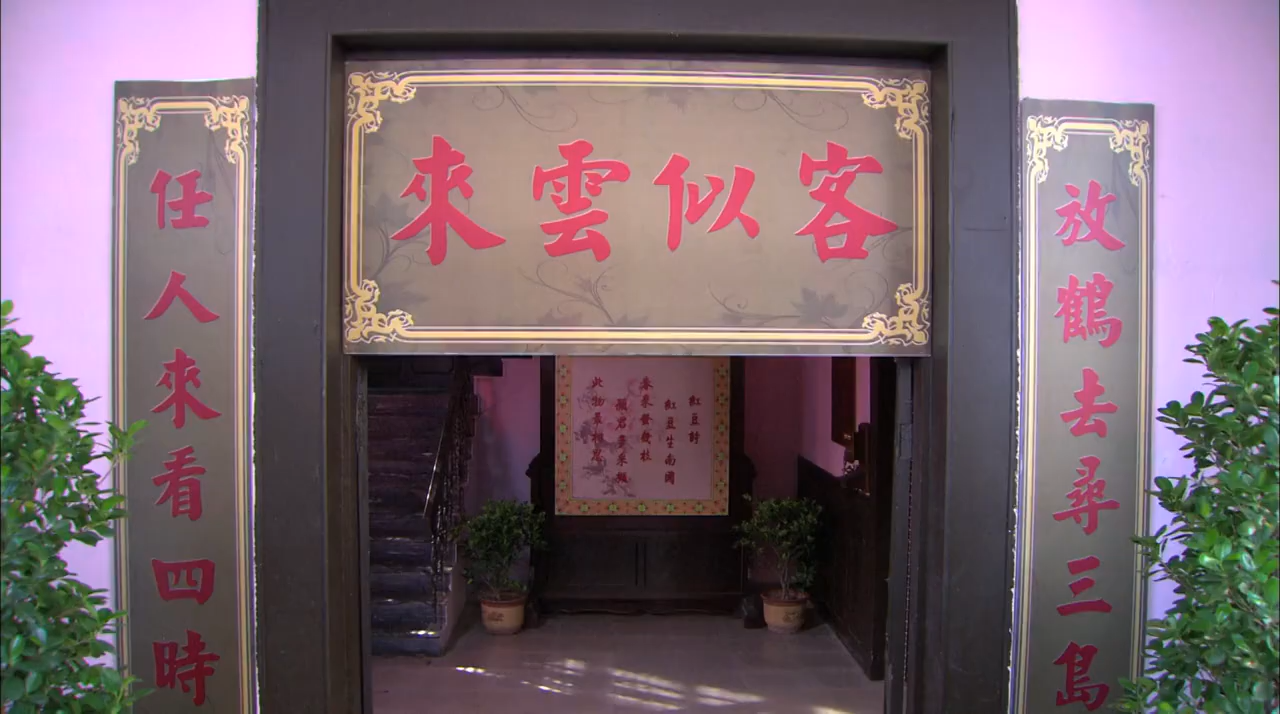 客似雲來
放鶴去尋三島
任人來看四時
紅豆詩
紅豆生南國
春來發幾枝
願君多采擷
此物最相思